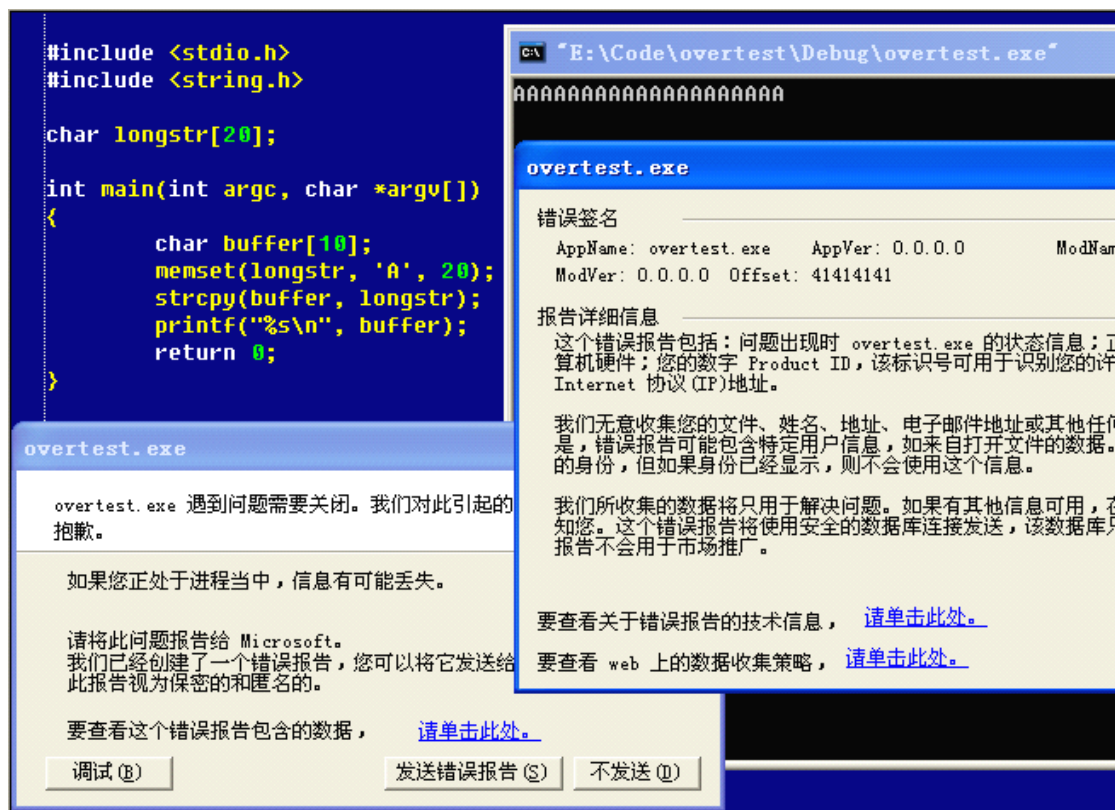 #include <stdio.h>
#include <string.h>
char longstr[20];
int main(int argc, char *argv[])
{
char buffer[10];
memset(longstr, 'A', 20);
strcpy(buffer, longstr);
printf("%s\n", buffer);
return 0;
}
"E:\Code\overtest\Debug\overtest.exe"
AAAAAAAAAAAAAAAAAAAA
overtest.exe
错误签名
AppName: overtest.exe AppVer: 0.0.0.0 ModNam
ModVer: 0.0.0.0 Offset: 41414141
报告详细信息
这个错误报告包括：问题出现时 overtest.exe 的状态信息；正
算机硬件；您的数字 Product ID，该标识号可用于识别您的许
Internet 协议(IP)地址。
我们无意收集您的文件、姓名、地址、电子邮件地址或其他任何
是，错误报告可能包含特定用户信息，如来自打开文件的数据。
的身份，但如果身份已经显示，则不会使用这个信息。
我们所收集的数据将只用于解决问题。如果有其他信息可用，在
知您。这个错误报告将使用安全的数据库连接发送，该数据库只
报告不会用于市场推广。
要查看关于错误报告的技术信息， 请单击此处。
要查看 web 上的数据收集策略， 请单击此处。
overtest.exe
overtest.exe 遇到问题需要关闭。我们对此引起的
抱歉。
如果您正处于进程当中，信息有可能丢失。
请将此问题报告给 Microsoft。
我们已经创建了一个错误报告，您可以将它发送给
此报告视为保密的和匿名的。
要查看这个错误报告包含的数据， 请单击此处。
调试(B) 发送错误报告(S) 不发送(D)